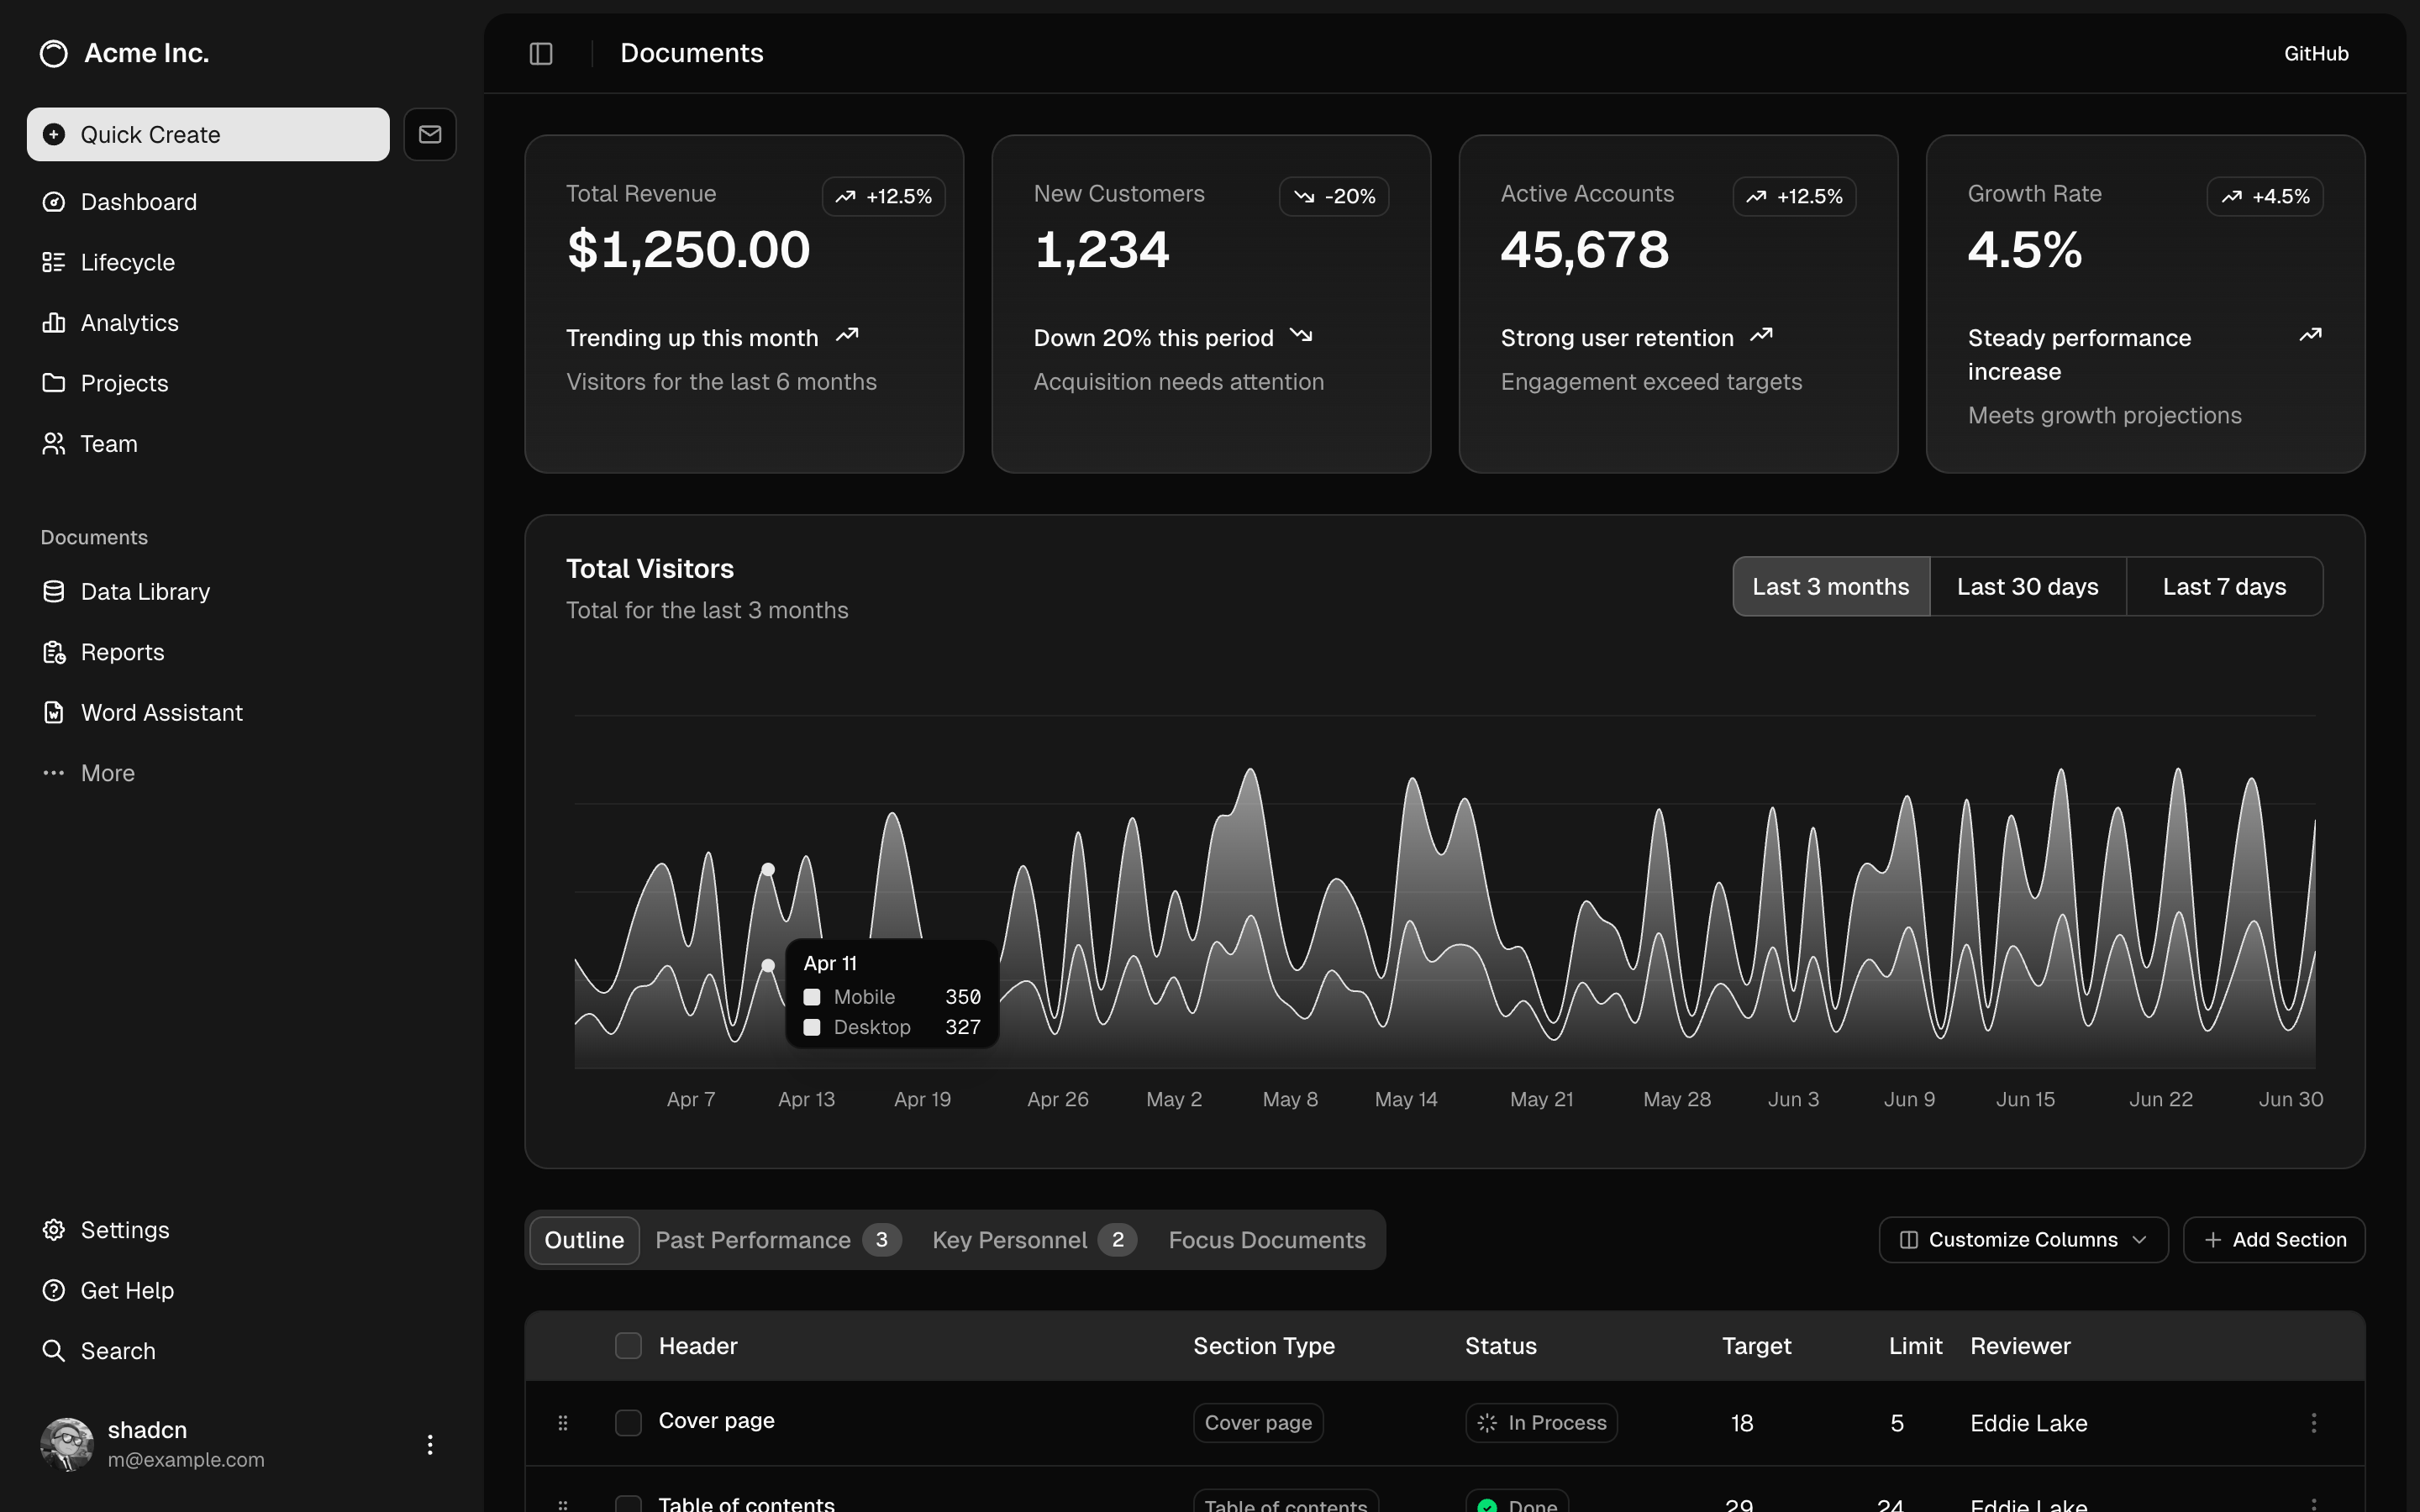 Acme Inc.
Quick Create
Dashboard
Lifecycle
Analytics
Projects
Team
Documents
Data Library
Reports
Word Assistant
More
Settings
Get Help
Search
shadcn
m@example.com
Documents
GitHub
Total Revenue
+12.5%
$1,250.00
Trending up this month
Visitors for the last 6 months
New Customers
-20%
1,234
Down 20% this period
Acquisition needs attention
Active Accounts
+12.5%
45,678
Strong user retention
Engagement exceed targets
Growth Rate
+4.5%
4.5%
Steady performance
increase
Meets growth projections
Total Visitors
Total for the last 3 months
Last 3 months Last 30 days Last 7 days
Apr 11
Mobile 350
Desktop 327
Apr 7 Apr 13 Apr 19 Apr 26 May 2 May 8 May 14 May 21 May 28 Jun 3 Jun 9 Jun 15 Jun 22 Jun 30
Outline Past Performance 3 Key Personnel 2 Focus Documents
Customize Columns Add Section
Header Section Type Status Target Limit Reviewer
Cover page Cover page In Process 18 5 Eddie Lake
Table of contents Table of contents Done 29 24 Eddie Lake